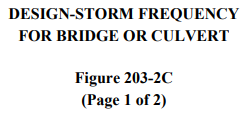 DESIGN-STORM FREQUENCY
FOR BRIDGE OR CULVERT
Figure 203-2C
(Page 1 of 2)